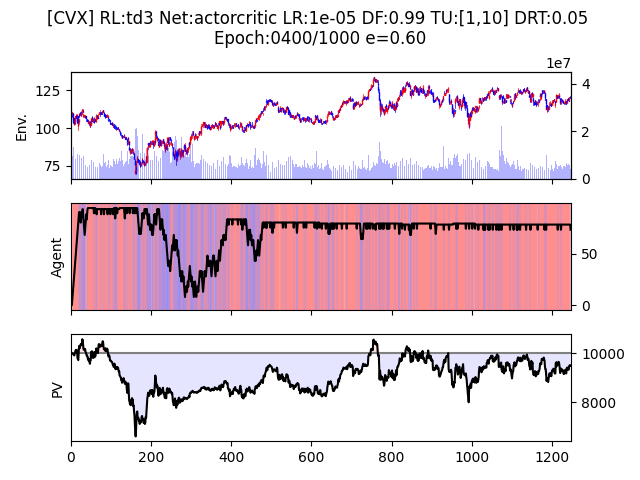 [CVX] RL:td3 Net:actorcritic LR:1e-05 DF:0.99 TU:[1,10] DRT:0.05
Epoch:0400/1000 e=0.60
1e7
125
100
75
Env.
4
2
0
Agent
50
0
PV
10000
8000
0 200 400 600 800 1000 1200